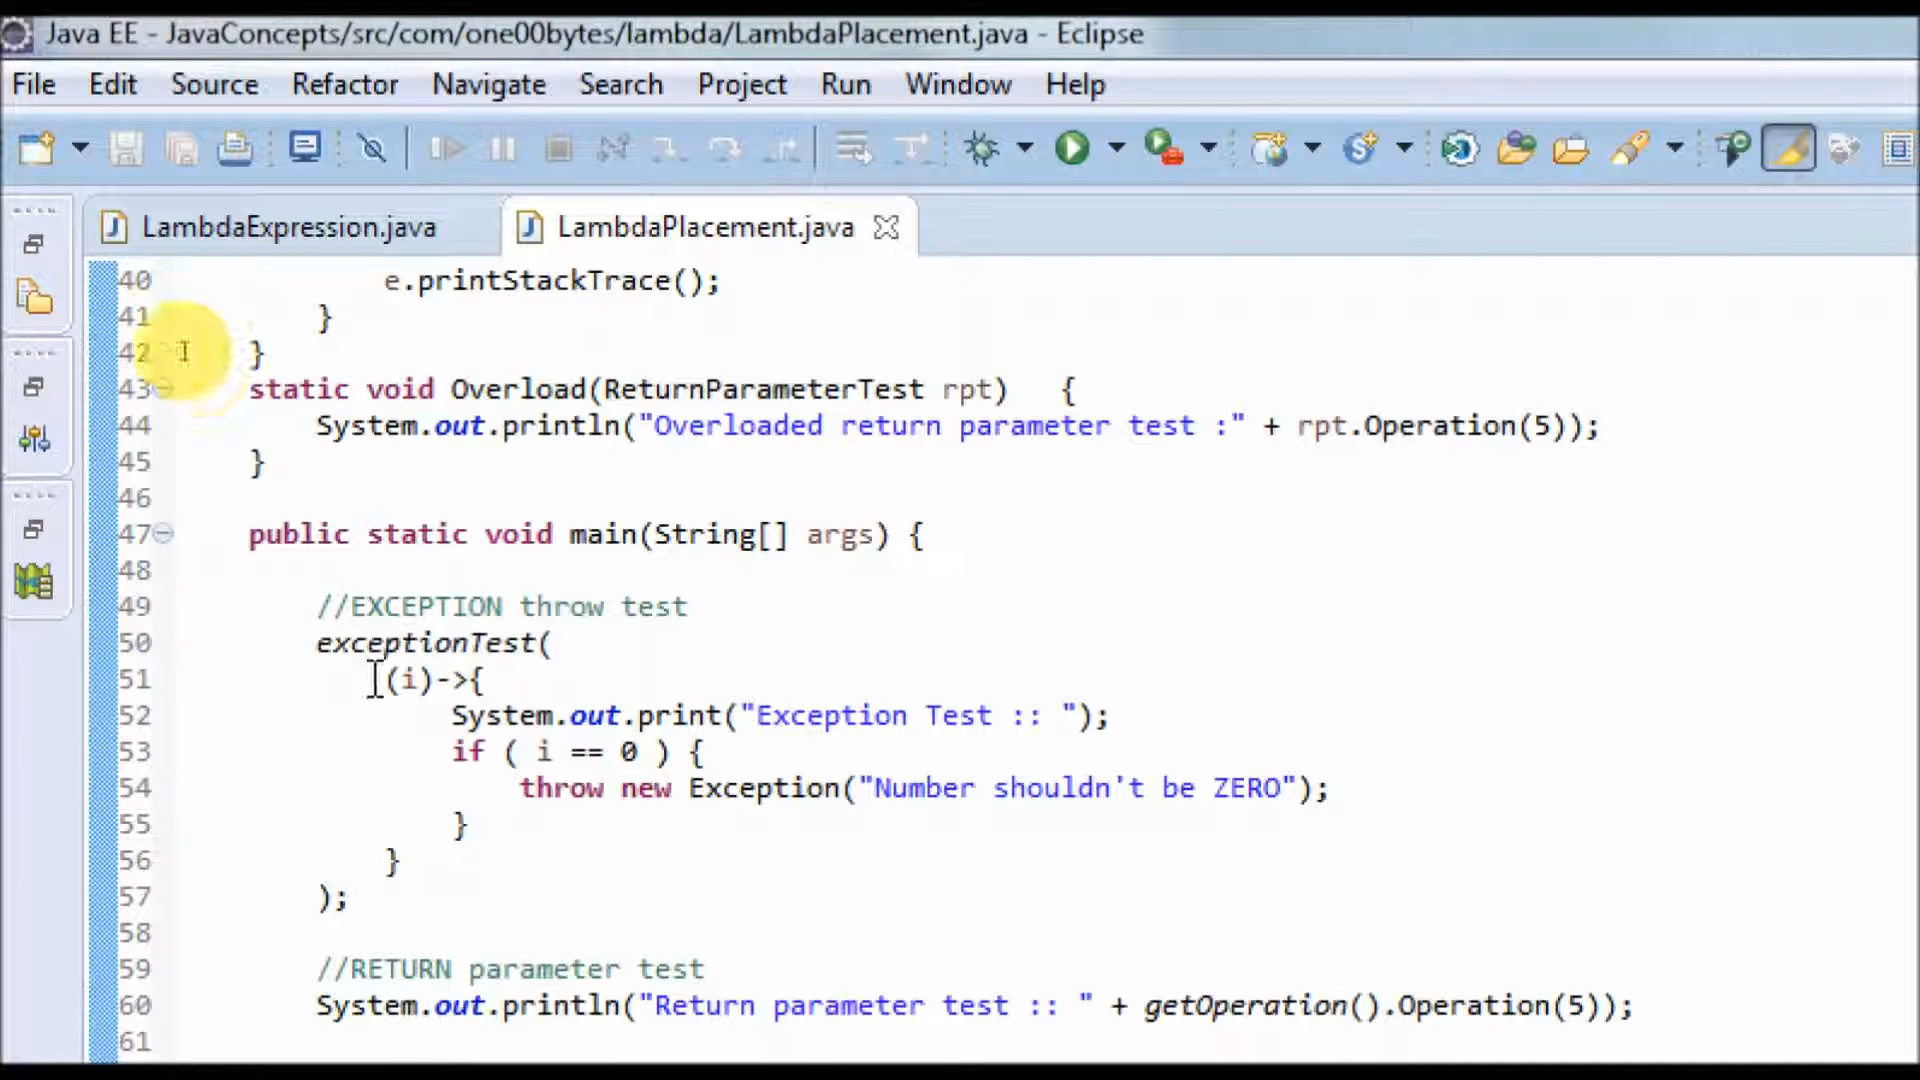 Java EE - JavaConcepts/src/com/one00bytes/lambda/LambdaPlacement.java - Eclipse
File Edit Source Refactor Navigate Search Project Run Window Help
LambdaExpression.java LambdaPlacement.java
40 e.printStackTrace();
41 }
42 }
43 static void Overload(ReturnParameterTest rpt) {
44 System.out.println("Overloaded return parameter test :" + rpt.Operation(5));
45 }
46
47 public static void main(String[] args) {
48
49 //EXCEPTION throw test
50 exceptionTest(
51 (i)->{
52 System.out.print("Exception Test :: ");
53 if ( i == 0 ) {
54 throw new Exception("Number shouldn't be ZERO");
55 }
56 }
57 );
58
59 //RETURN parameter test
60 System.out.println("Return parameter test :: " + getOperation().Operation(5));
61